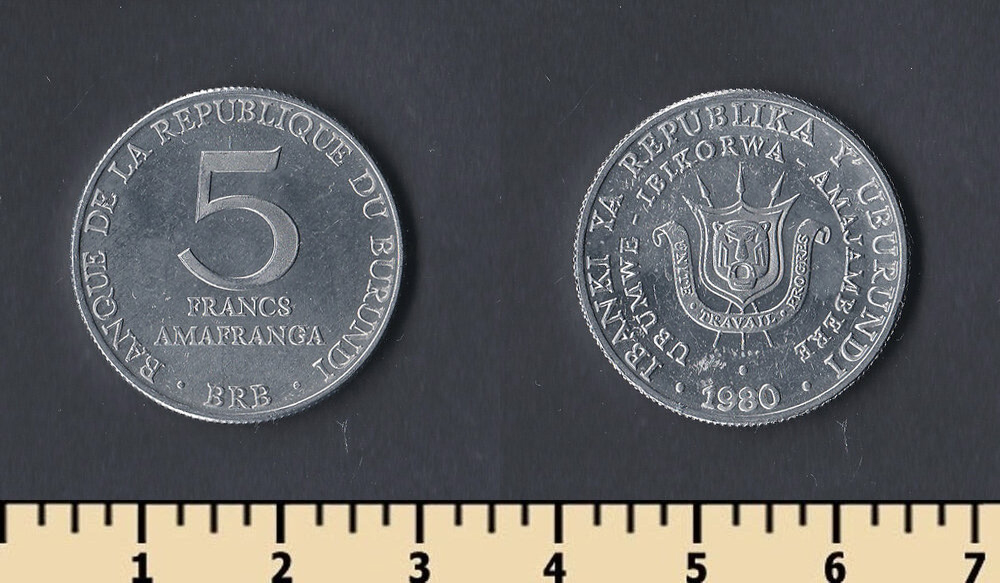 BANQUE DE LA REPUBLIQUE DU BURUNDI
5
FRANCS
AMAFRANGA
· BRB ·
IBANKI YA REPUBLIKA Y' UBURUNDI
UBUMWE - IBIKORWA - AMAJAMBERE
UNITE · TRAVAIL · PROGRES
· 1980 ·
1 2 3 4 5 6 7